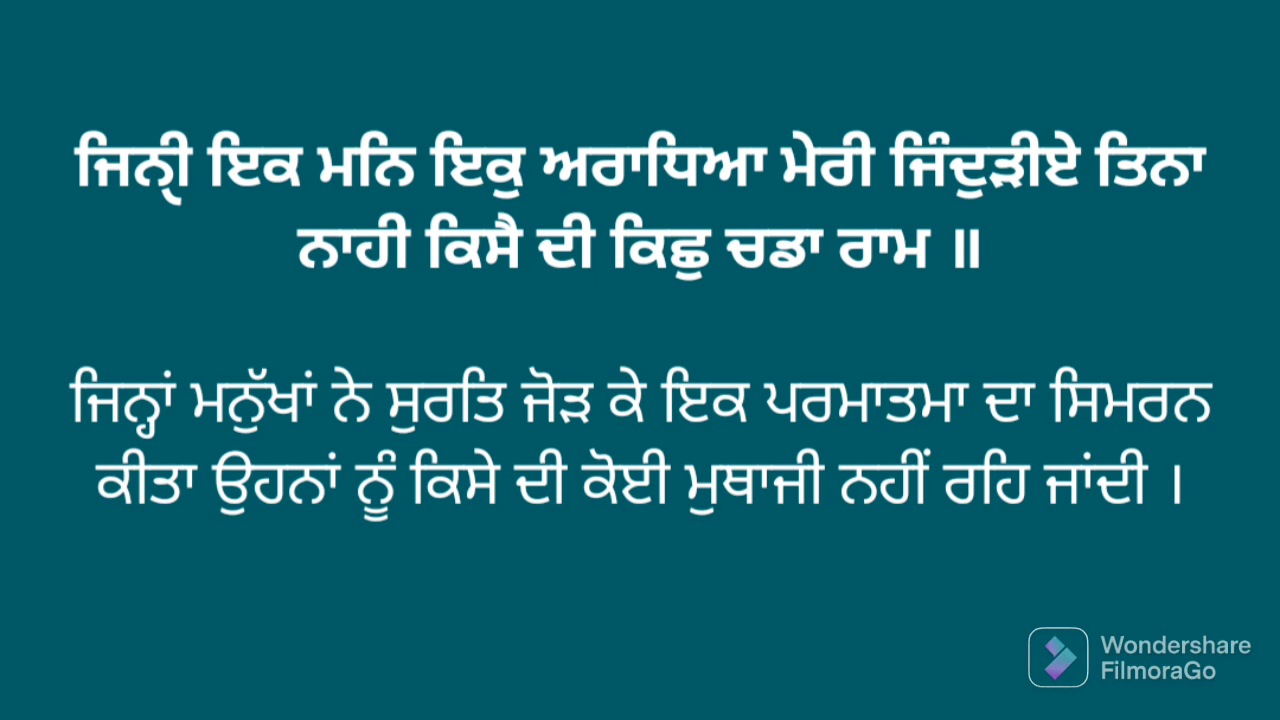 ਜਿਨੑੀ ਇਕ ਮਨਿ ਇਕੁ ਅਰਾਧਿਆ ਮੇਰੀ ਜਿੰਦੁੜੀਏ ਤਿਨਾ
ਨਾਹੀ ਕਿਸੈ ਦੀ ਕਿਛੁ ਚਡਾ ਰਾਮ ॥
ਜਿਨ੍ਹਾਂ ਮਨੁੱਖਾਂ ਨੇ ਸੁਰਤਿ ਜੋੜ ਕੇ ਇਕ ਪਰਮਾਤਮਾ ਦਾ ਸਿਮਰਨ
ਕੀਤਾ ਉਹਨਾਂ ਨੂੰ ਕਿਸੇ ਦੀ ਕੋਈ ਮੁਥਾਜੀ ਨਹੀਂ ਰਹਿ ਜਾਂਦੀ ।
Wondershare
FilmoraGo